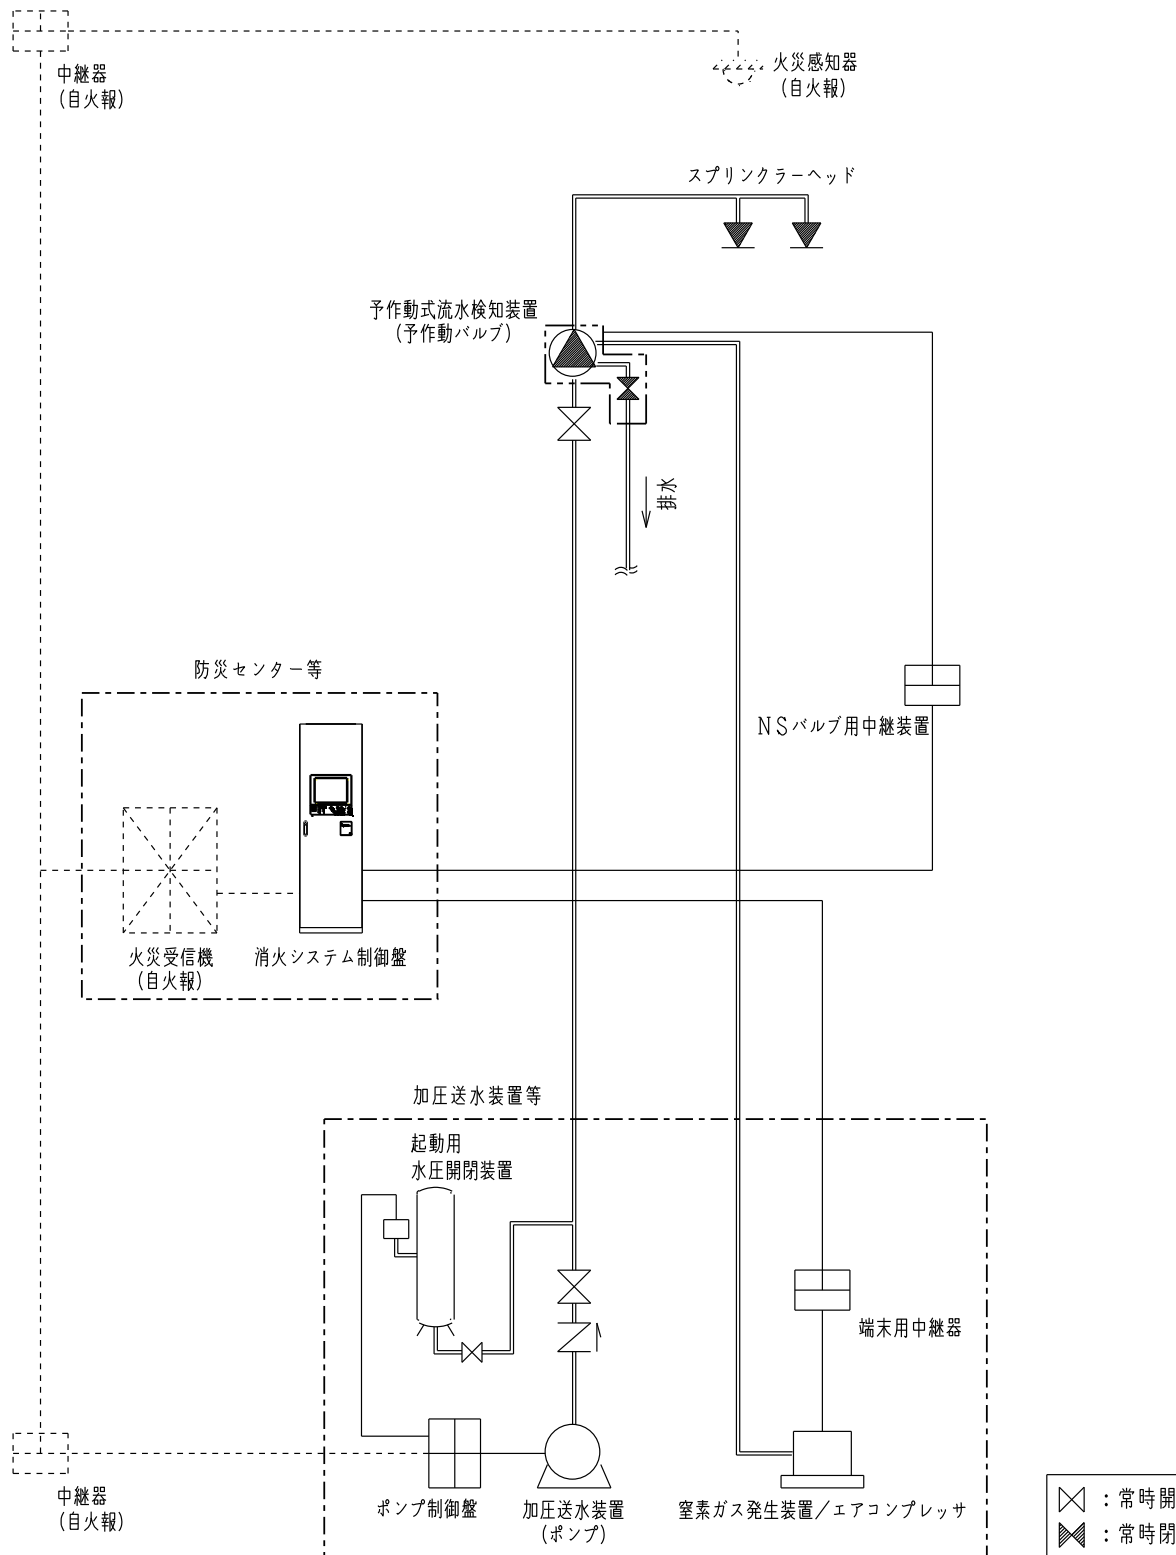 中継器
(自火報)
火災感知器
(自火報)
スプリンクラーヘッド
予作動式流水検知装置
(予作動バルブ)
排水
防災センター等
NSバルブ用中継装置
火災受信機
(自火報)
消火システム制御盤
加圧送水装置等
起動用
水圧開閉装置
端末用中継器
中継器
(自火報)
ポンプ制御盤
加圧送水装置
(ポンプ)
窒素ガス発生装置/エアコンプレッサ
:常時開
:常時閉